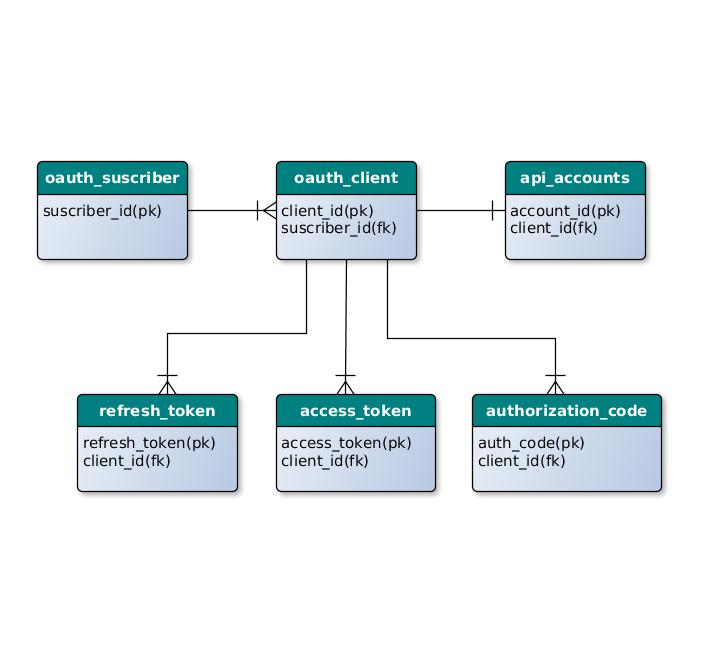 oauth_suscriber
suscriber_id(pk)
oauth_client
client_id(pk)
suscriber_id(fk)
api_accounts
account_id(pk)
client_id(fk)
refresh_token
refresh_token(pk)
client_id(fk)
access_token
access_token(pk)
client_id(fk)
authorization_code
auth_code(pk)
client_id(fk)